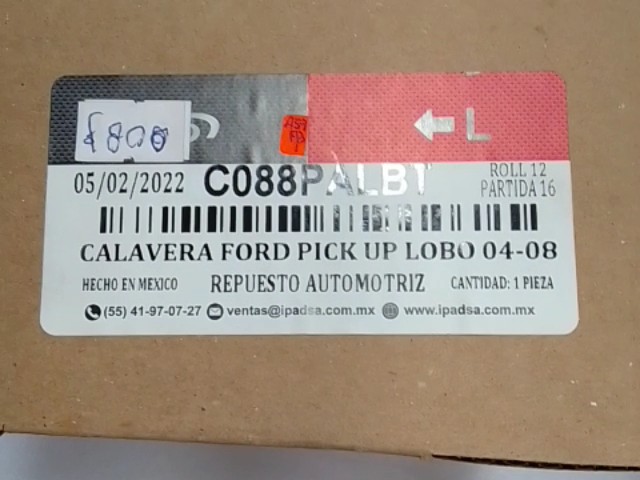 L
05/02/2022 C088PALBT ROLL 12
PARTIDA 16
CALAVERA FORD PICK UP LOBO 04-08
HECHO EN MEXICO REPUESTO AUTOMOTRIZ CANTIDAD: 1 PIEZA
(55) 41-97-07-27 ventas@ipadsa.com.mx www.ipadsa.com.mx